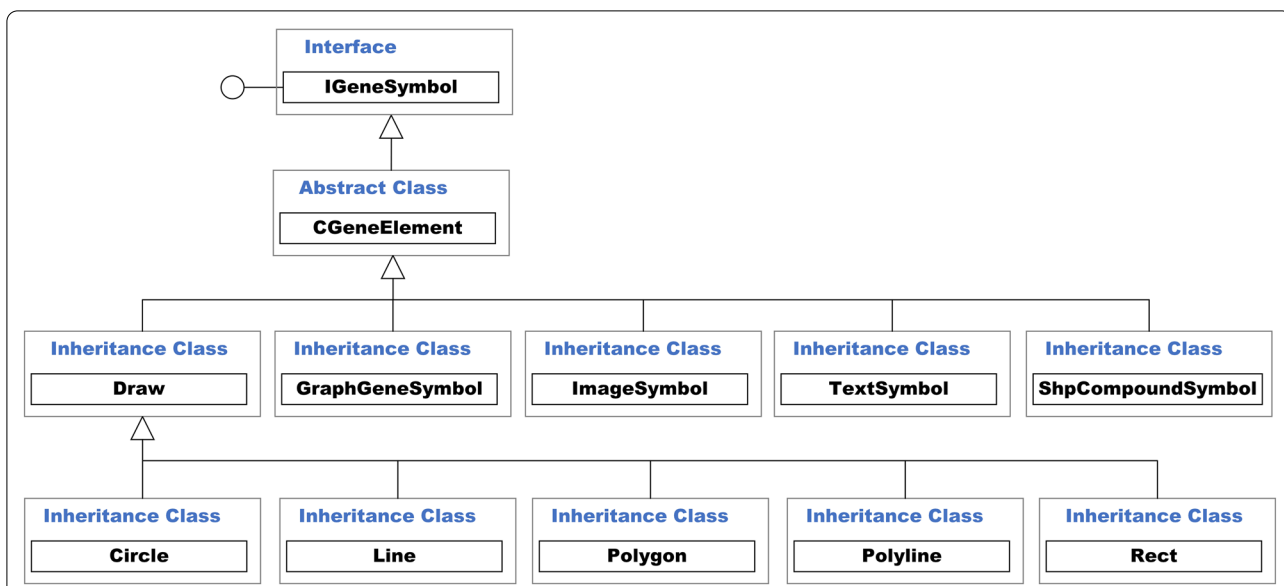 Interface
IGeneSymbol
Abstract Class
CGeneElement
Inheritance Class Inheritance Class Inheritance Class Inheritance Class Inheritance Class
Draw GraphGeneSymbol ImageSymbol TextSymbol ShpCompoundSymbol
Inheritance Class Inheritance Class Inheritance Class Inheritance Class Inheritance Class
Circle Line Polygon Polyline Rect